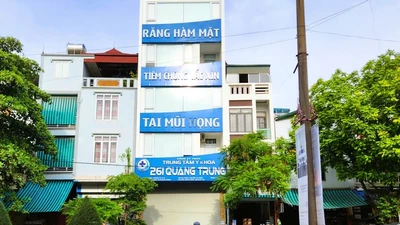 RĂNG HÀM MẶT
TIÊM CHỦNG VẮC XIN
TAI MŨI HỌNG
TRUNG TÂM Y KHOA
261 QUANG TRUNG